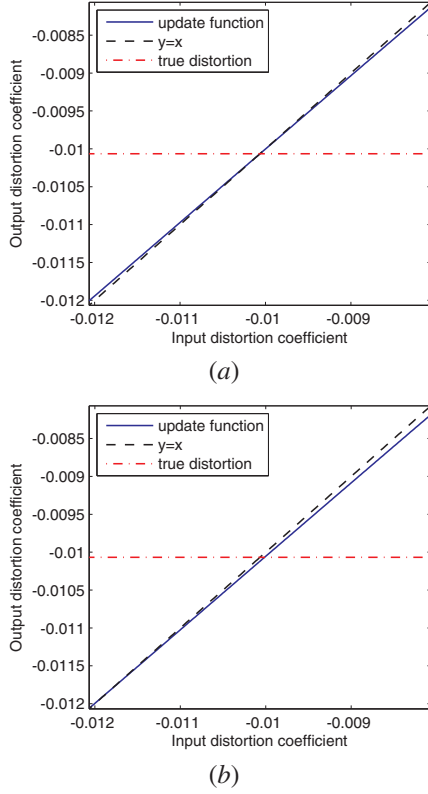 -0.0085
-0.009
-0.0095
-0.01
-0.0105
-0.011
-0.0115
-0.012
Output distortion coefficient
update function
y=x
true distortion
-0.012
-0.011
-0.01
-0.009
Input distortion coefficient
(a)
-0.0085
-0.009
-0.0095
-0.01
-0.0105
-0.011
-0.0115
-0.012
Output distortion coefficient
update function
y=x
true distortion
-0.012
-0.011
-0.01
-0.009
Input distortion coefficient
(b)